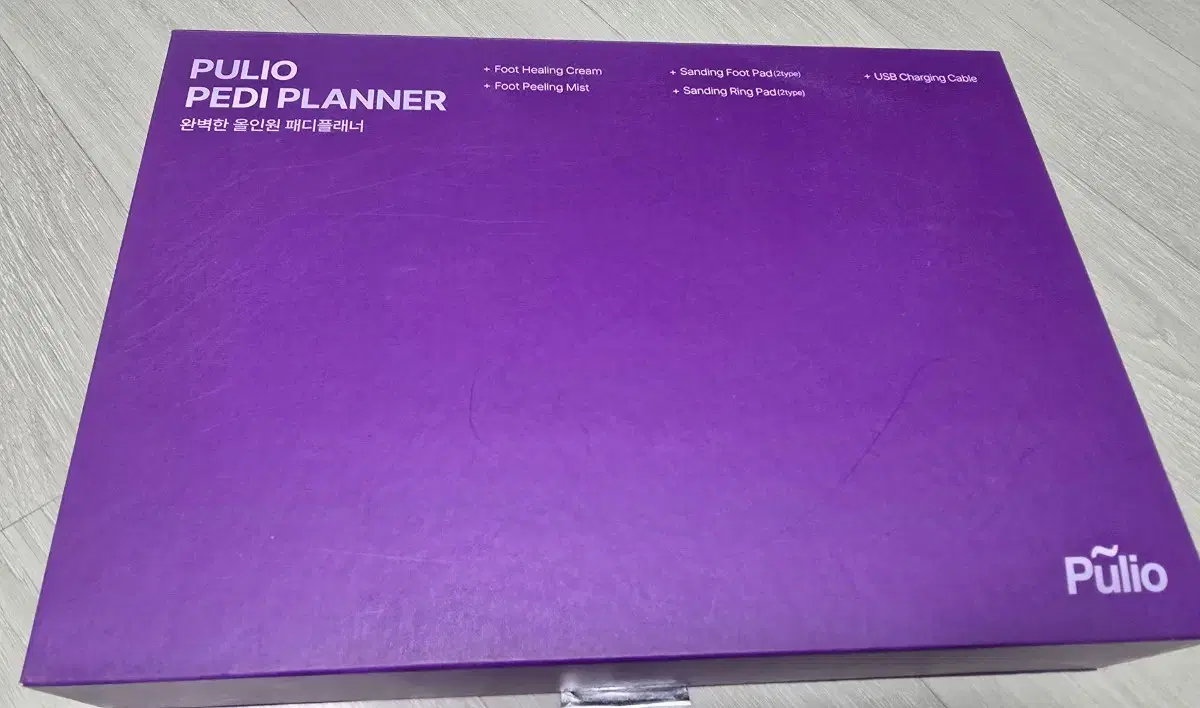 PULIO
PEDI PLANNER
완벽한 올인원 패디플래너
+ Foot Healing Cream
+ Foot Peeling Mist
+ Sanding Foot Pad(2type)
+ Sanding Ring Pad(2type)
+ USB Charging Cable
Pulio